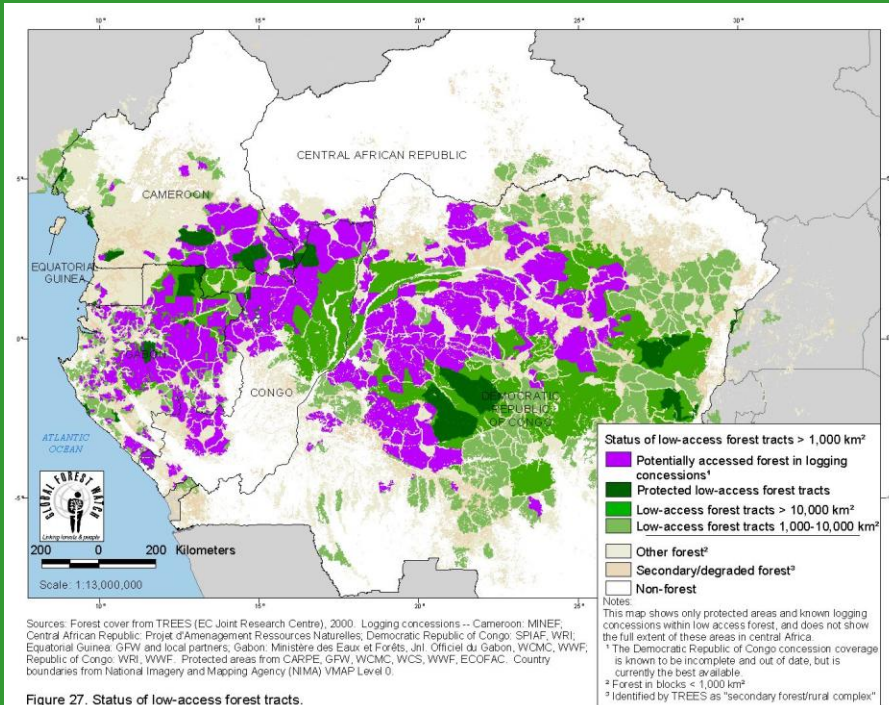 10°
15°
20°
25°
30°
CENTRAL AFRICAN REPUBLIC
5°
5°
CAMEROON
EQUATORIAL
GUINEA
0°
0°
GABON
CONGO
DEMOCRATIC
REPUBLIC
OF CONGO
ATLANTIC
OCEAN
-5°
GLOBAL FOREST WATCH
Linking forests & people
200 0 200 Kilometers
Scale: 1:13,000,000
Status of low-access forest tracts > 1,000 km²
Potentially accessed forest in logging
concessions¹
Protected low-access forest tracts
Low-access forest tracts > 10,000 km²
Low-access forest tracts 1,000-10,000 km²
Other forest²
Secondary/degraded forest³
Non-forest
Notes:
This map shows only protected areas and known logging
concessions within low access forest, and does not show
the full extent of these areas in central Africa.
¹ The Democratic Republic of Congo concession coverage
is known to be incomplete and out of date, but is
currently the best available.
² Forest in blocks < 1,000 km²
³ Identified by TREES as "secondary forest/rural complex"
Sources: Forest cover from TREES (EC Joint Research Centre), 2000. Logging concessions -- Cameroon: MINEF;
Central African Republic: Projet d'Amenagement Ressources Naturelles; Democratic Republic of Congo: SPIAF, WRI;
Equatorial Guinea: GFW and local partners; Gabon: Ministère des Eaux et Forêts, Jnl. Officiel du Gabon, WCMC, WWF;
Republic of Congo: WRI, WWF. Protected areas from CARPE, GFW, WCMC, WCS, WWF, ECOFAC. Country
boundaries from National Imagery and Mapping Agency (NIMA) VMAP Level 0.
Figure 27. Status of low-access forest tracts.